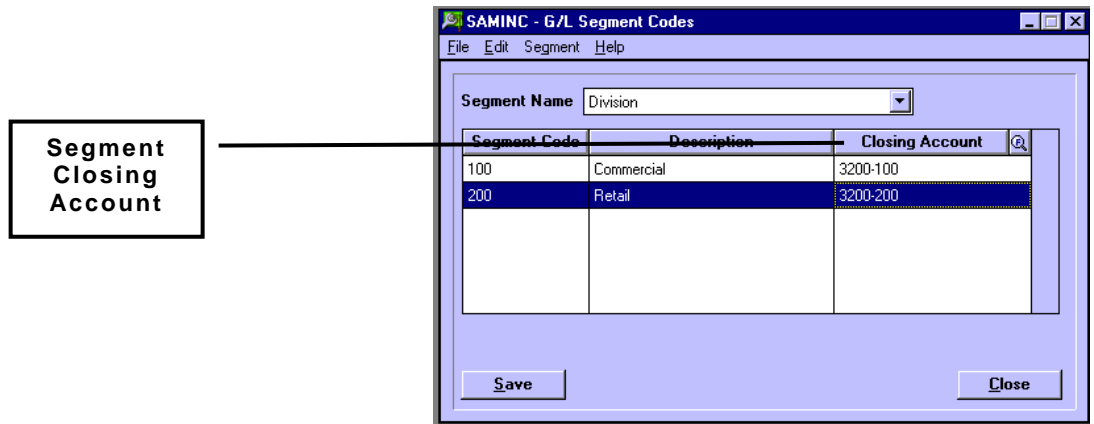 SAMINC - G/L Segment Codes
File Edit Segment Help
Segment Name Division
Segment
Closing
Account
Segment Code Description Closing Account
100 Commercial 3200-100
200 Retail 3200-200
Save Close